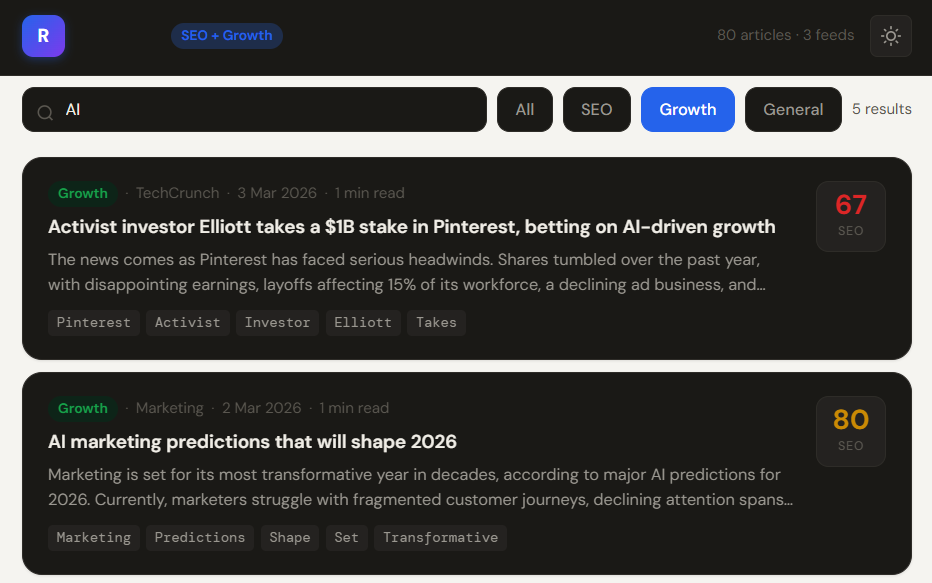 R
SEO + Growth
80 articles · 3 feeds
AI
All
SEO
Growth
General
5 results
Growth · TechCrunch · 3 Mar 2026 · 1 min read
67
SEO
Activist investor Elliott takes a $1B stake in Pinterest, betting on AI-driven growth
The news comes as Pinterest has faced serious headwinds. Shares tumbled over the past year,
with disappointing earnings, layoffs affecting 15% of its workforce, a declining ad business, and...
Pinterest Activist Investor Elliott Takes
Growth · Marketing · 2 Mar 2026 · 1 min read
80
SEO
AI marketing predictions that will shape 2026
Marketing is set for its most transformative year in decades, according to major AI predictions for
2026. Currently, marketers struggle with fragmented customer journeys, declining attention spans...
Marketing Predictions Shape Set Transformative